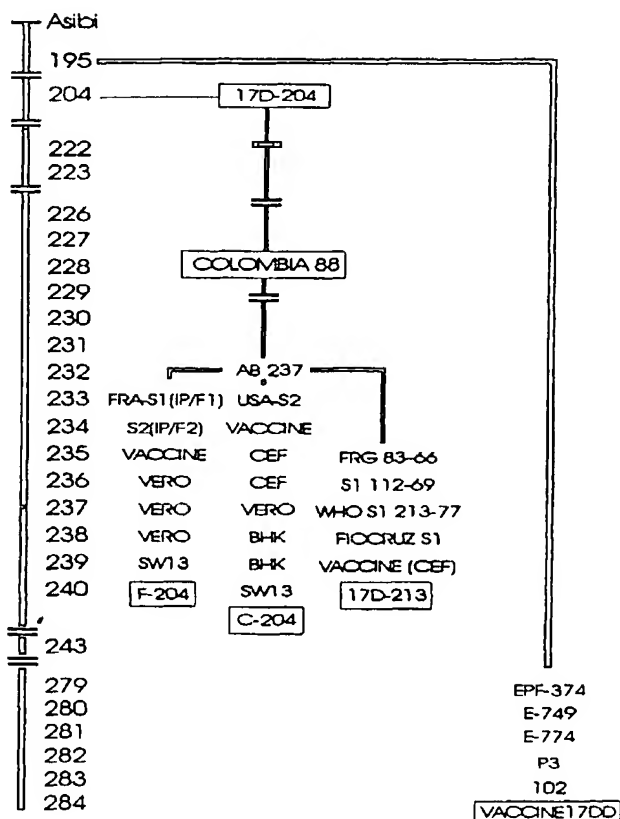 Asibi
195
204 17D-204
222
223
226
227
228 COLOMBIA 88
229
230
231
232 AB 237
233 FRA-S1(IP/F1) USA-S2
234 S2(IP/F2) VACCINE
235 VACCINE CEF FRG 83-66
236 VERO CEF S1 112-69
237 VERO VERO WHO S1 213-77
238 VERO BHK FIOCRUZ S1
239 SW13 BHK VACCINE (CEF)
240 F-204 SW13 17D-213
C-204
243
279 EPF-374
280 E-749
281 E-774
282 P3
283 102
284 VACCINE17DD